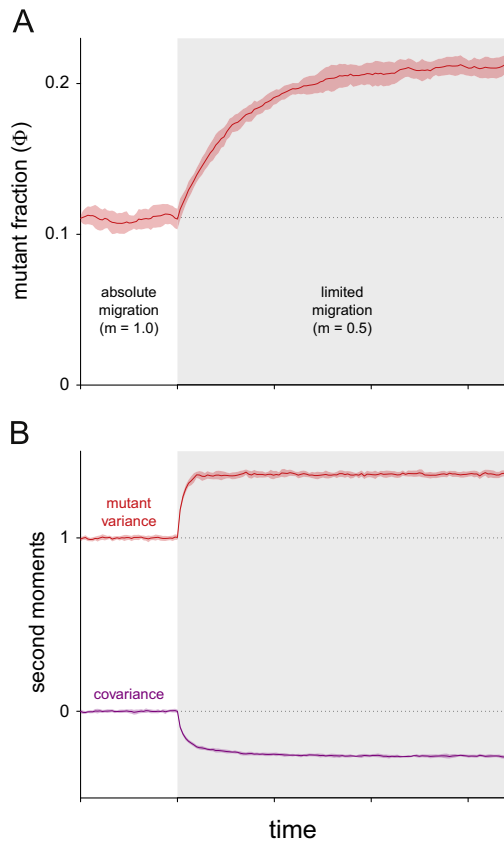 A
mutant fraction (Φ)
0.2
0.1
0
absolute
migration
(m = 1.0)
limited
migration
(m = 0.5)
B
second moments
1
0
mutant
variance
covariance
time